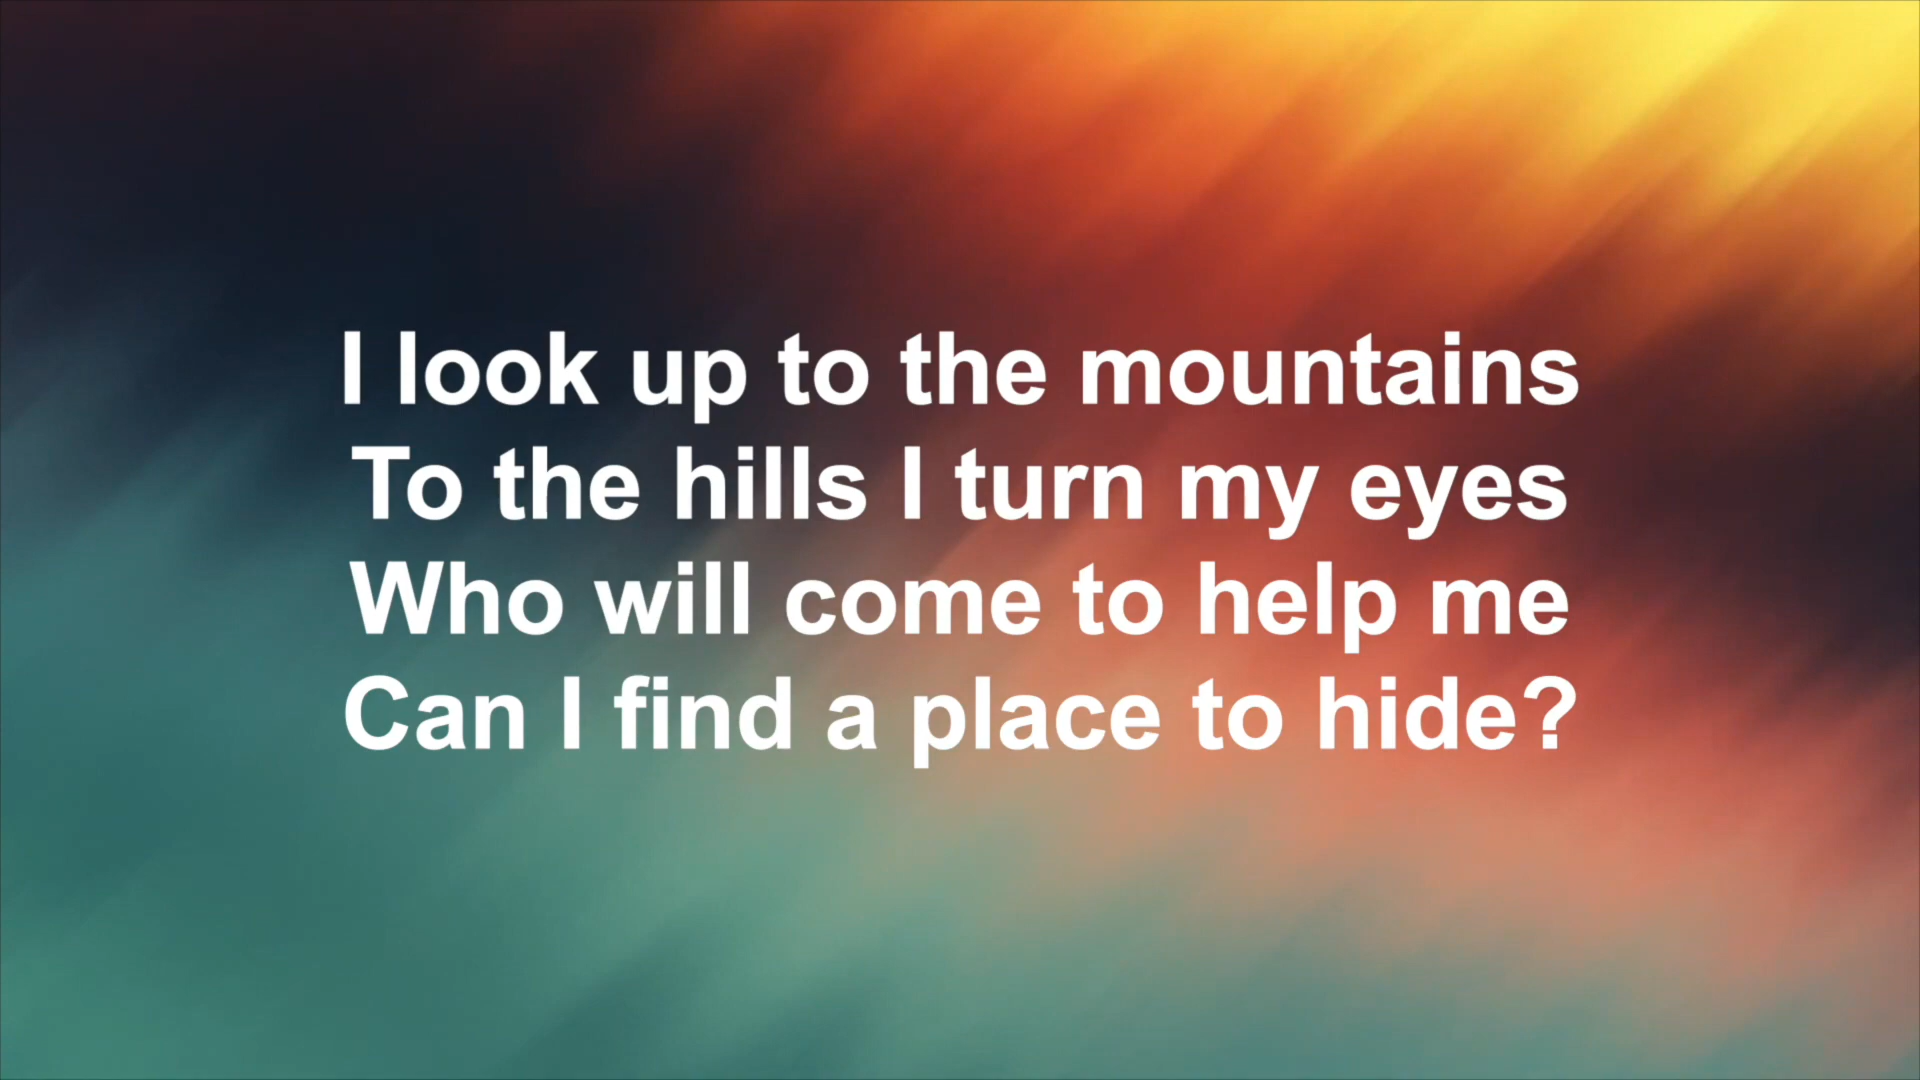 I look up to the mountains
To the hills I turn my eyes
Who will come to help me
Can I find a place to hide?